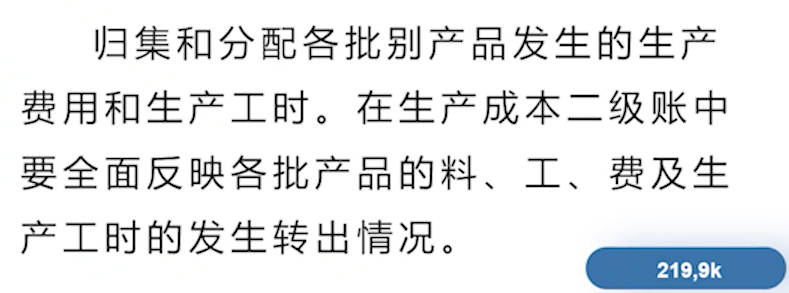 归集和分配各批别产品发生的生产
费用和生产工时。在生产成本二级账中
要全面反映各批产品的料、工、费及生
产工时的发生转出情况。
219,9k